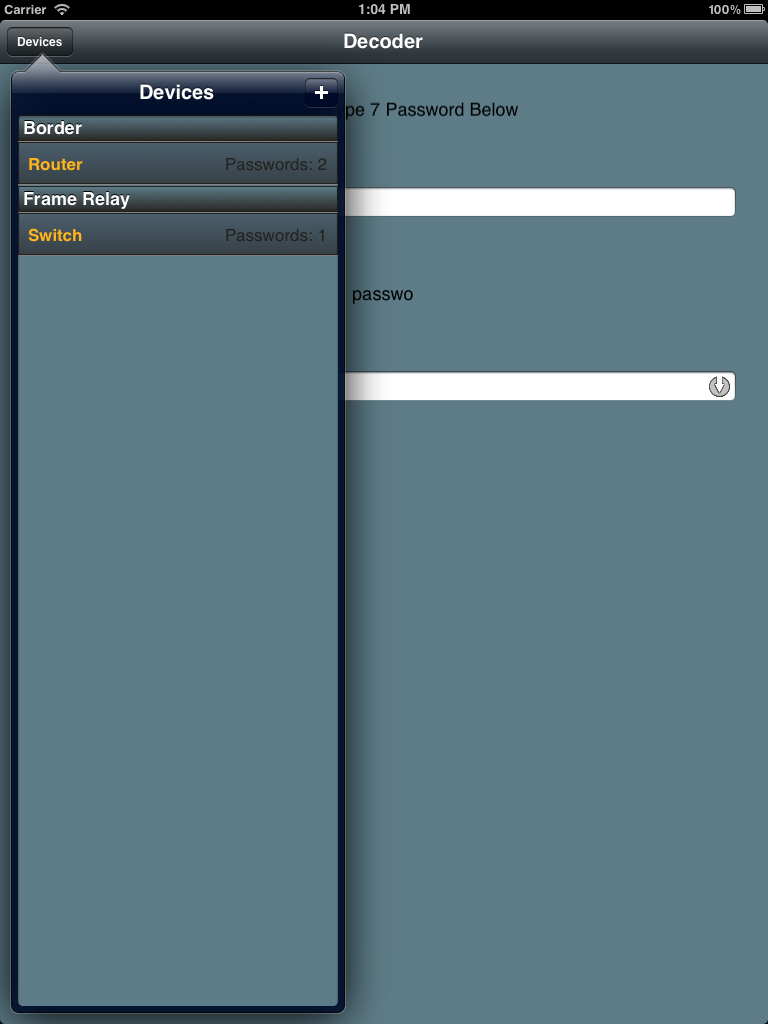 Carrier 1:04 PM 100%
Devices Decoder
Devices +
ype 7 Password Below
Border
Router Passwords: 2
Frame Relay
Switch Passwords: 1
passwo